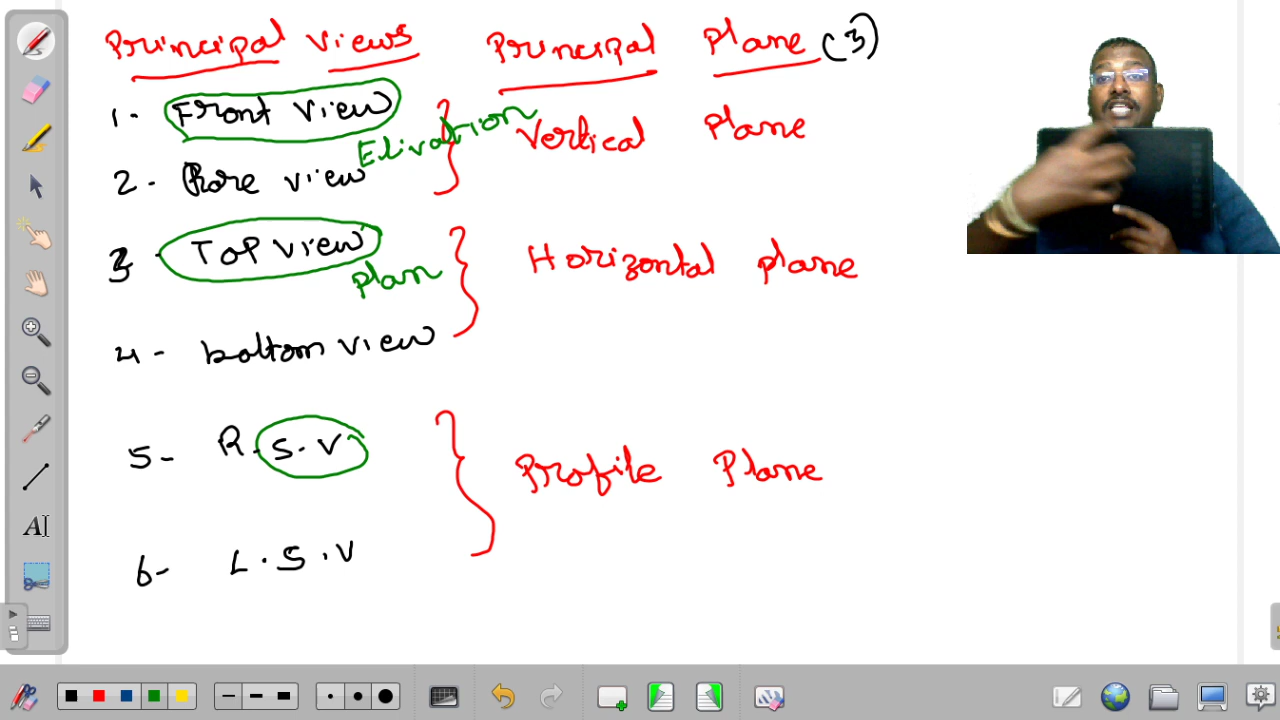 Principal Views
Principal Plane (3)
1. Front View
Elivation
Vertical Plane
2. Rore view
3. Top view
plan
Horizontal plane
4 - bottom view
5 - R.S.V
Profile Plane
6 - L.S.V